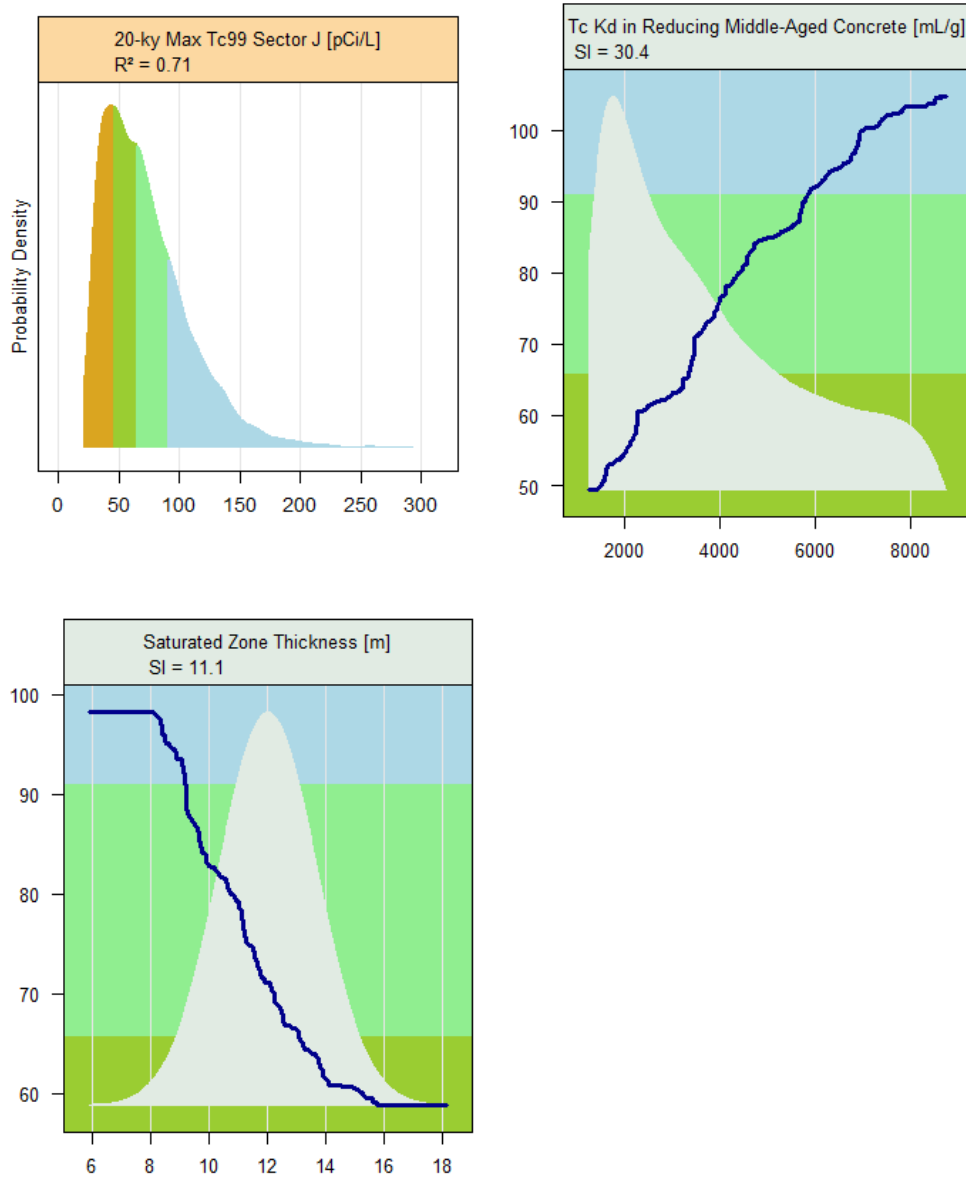 20-ky Max Tc99 Sector J [pCi/L]
R² = 0.71
Probability Density
0 50 100 150 200 250 300
Tc Kd in Reducing Middle-Aged Concrete [mL/g]
SI = 30.4
100
90
80
70
60
50
2000 4000 6000 8000
Saturated Zone Thickness [m]
SI = 11.1
100
90
80
70
60
6 8 10 12 14 16 18